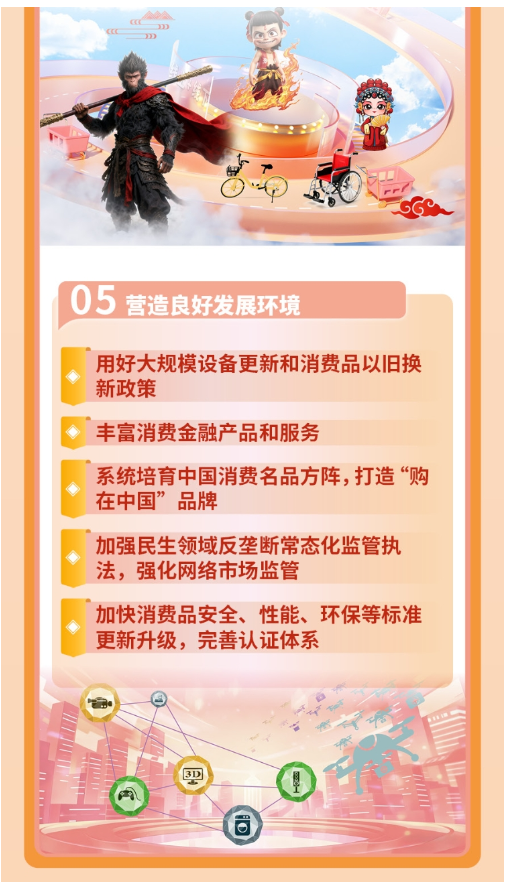 05 营造良好发展环境
用好大规模设备更新和消费品以旧换
新政策
丰富消费金融产品和服务
系统培育中国消费名品方阵，打造“购
在中国”品牌
加强民生领域反垄断常态化监管执
法，强化网络市场监管
加快消费品安全、性能、环保等标准
更新升级，完善认证体系
3D